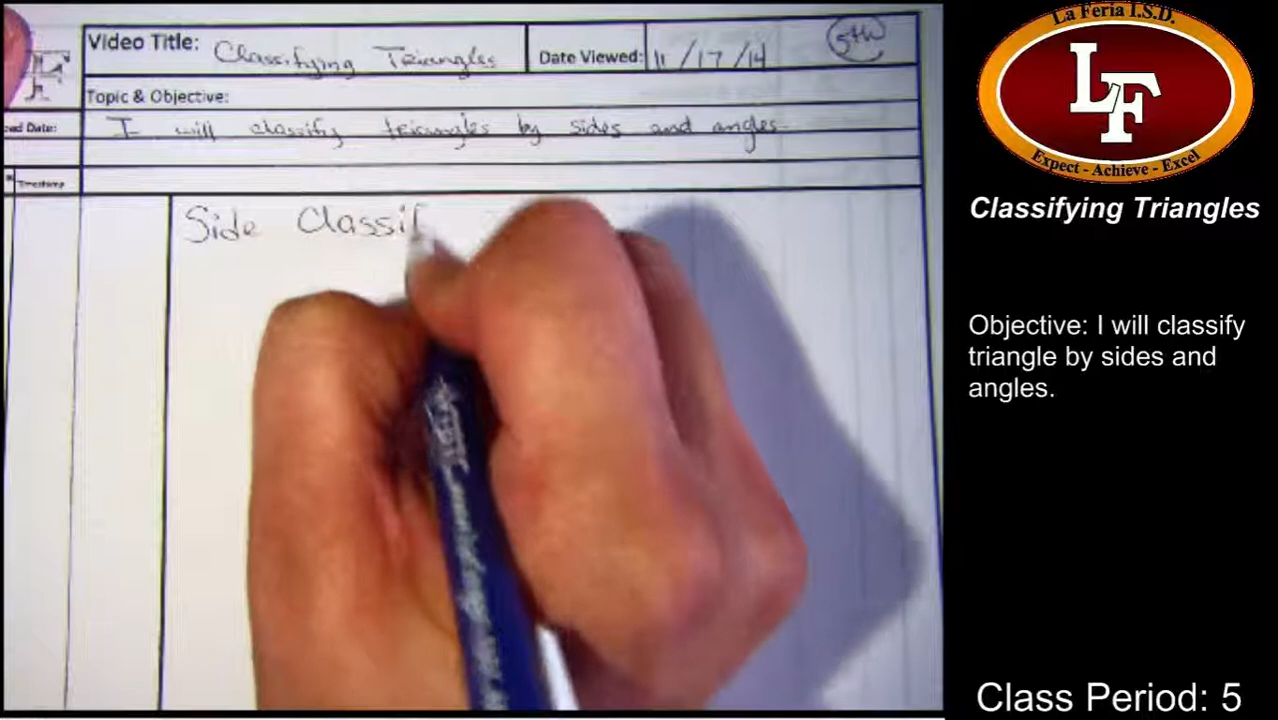 Video Title: Classifying Triangles
Date Viewed: 11/17/14
5th
Topic & Objective:
I will classify triangles by sides and angles.
Date:
Timestamp
Side Classif
La Feria I.S.D.
LF
Expect - Achieve - Excel
Classifying Triangles
Objective: I will classify
triangle by sides and
angles.
Class Period: 5